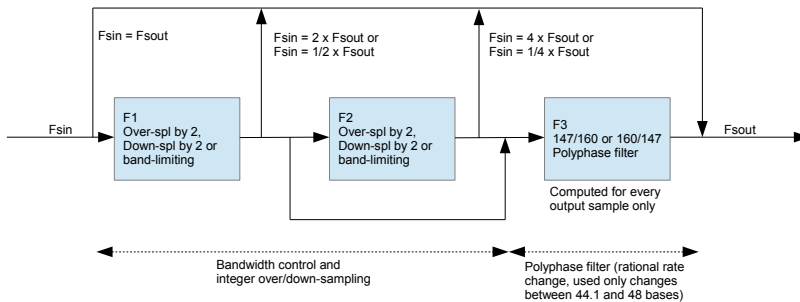 Fsin = Fsout
Fsin = 2 x Fsout or
Fsin = 1/2 x Fsout
Fsin = 4 x Fsout or
Fsin = 1/4 x Fsout
Fsin
F1
Over-spl by 2,
Down-spl by 2 or
band-limiting
F2
Over-spl by 2,
Down-spl by 2 or
band-limiting
F3
147/160 or 160/147
Polyphase filter
Fsout
Computed for every
output sample only
Bandwidth control and
integer over/down-sampling
Polyphase filter (rational rate
change, used only changes
between 44.1 and 48 bases)